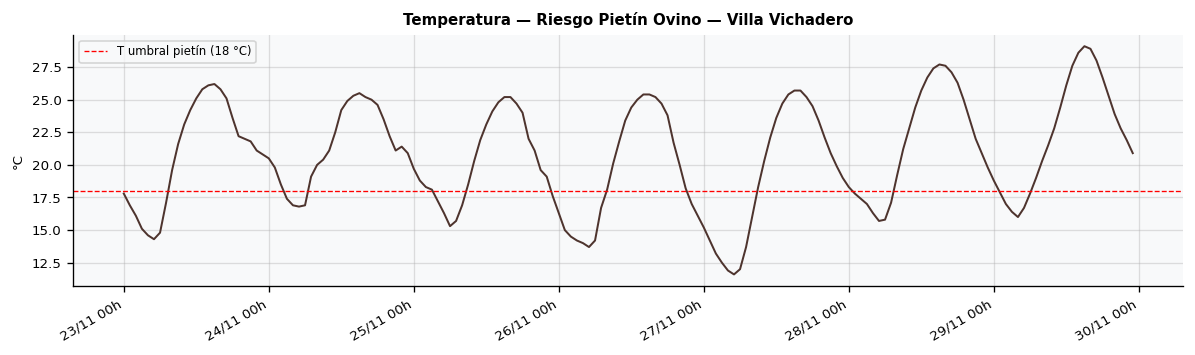 Temperatura — Riesgo Pietín Ovino — Villa Vichadero
T umbral pietín (18 °C)
°C
27.5
25.0
22.5
20.0
17.5
15.0
12.5
23/11 00h
24/11 00h
25/11 00h
26/11 00h
27/11 00h
28/11 00h
29/11 00h
30/11 00h